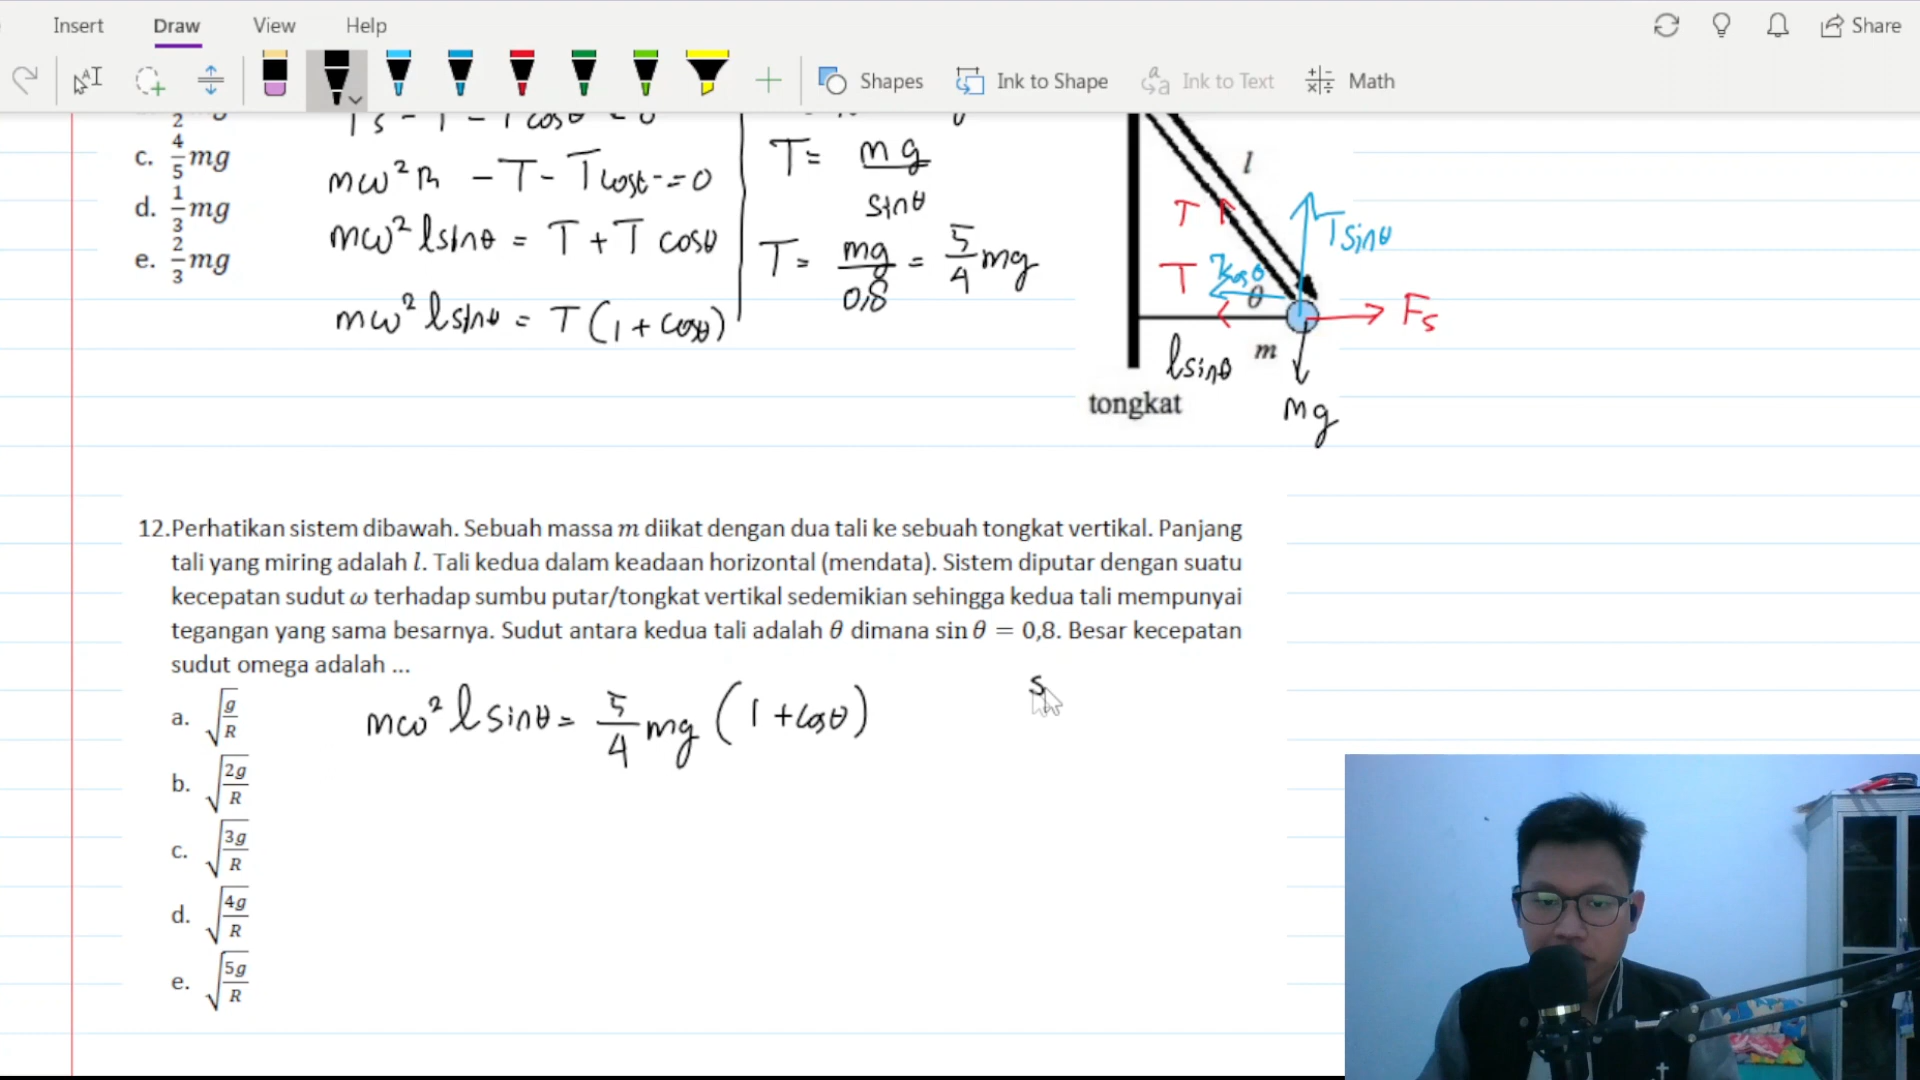 Insert Draw View Help Share
Shapes Ink to Shape Ink to Text Math
c. 4/5 mg
d. 1/3 mg
e. 2/3 mg
mω² R - T - T cosθ = 0
mω² l sinθ = T + T cosθ
mω² l sinθ = T (1 + cosθ)
T = mg / sinθ
T = mg / 0,8 = 5/4 mg
l
T
T sinθ
T
T cosθ
θ
Fs
l sinθ
m
tongkat
mg
12.Perhatikan sistem dibawah. Sebuah massa m diikat dengan dua tali ke sebuah tongkat vertikal. Panjang
tali yang miring adalah l. Tali kedua dalam keadaan horizontal (mendata). Sistem diputar dengan suatu
kecepatan sudut ω terhadap sumbu putar/tongkat vertikal sedemikian sehingga kedua tali mempunyai
tegangan yang sama besarnya. Sudut antara kedua tali adalah θ dimana sin θ = 0,8. Besar kecepatan
sudut omega adalah ...
mω² l sinθ = 5/4 mg (1 + cosθ)
s
a. √(g/R)
b. √(2g/R)
c. √(3g/R)
d. √(4g/R)
e. √(5g/R)